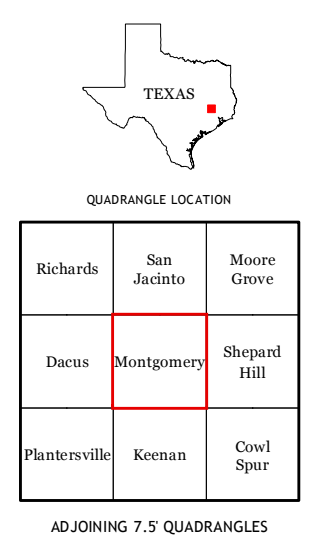 TEXAS
QUADRANGLE LOCATION
Richards
San
Jacinto
Moore
Grove
Dacus
Montgomery
Shepard
Hill
Plantersville
Keenan
Cowl
Spur
ADJOINING 7.5' QUADRANGLES